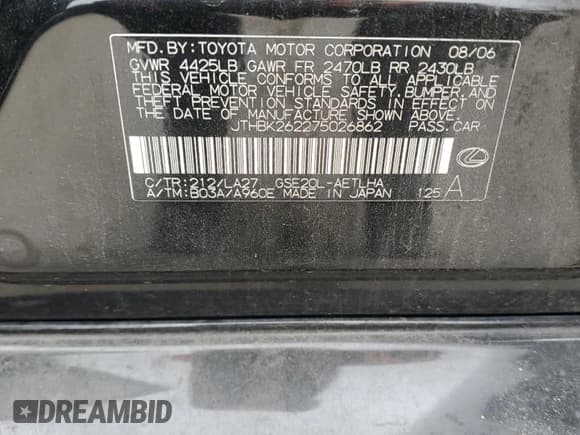 MFD. BY: TOYOTA MOTOR CORPORATION 08/06
GVWR 4425LB GAWR FR 2470LB RR 2430LB
THIS VEHICLE CONFORMS TO ALL APPLICABLE
FEDERAL MOTOR VEHICLE SAFETY, BUMPER, AND
THEFT PREVENTION STANDARDS IN EFFECT ON
THE DATE OF MANUFACTURE SHOWN ABOVE.
JTHBK262275026862 PASS. CAR
C/TR: 212/LA27 GSE20L-AETLHA
A/TM: B03A/A960E MADE IN JAPAN 125 A
DREAMBID